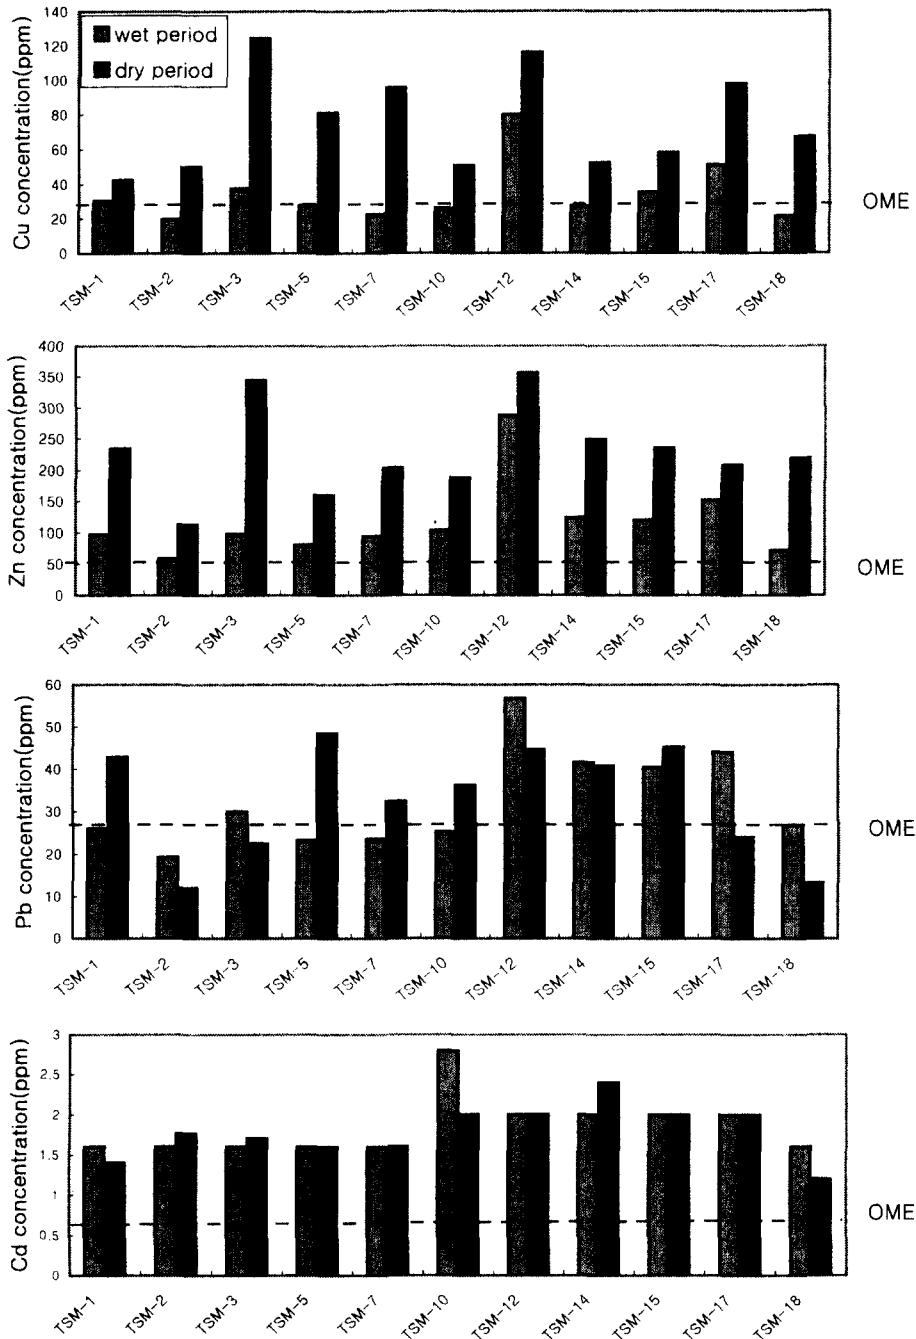 Cu concentration(ppm)
140
120
100
80
60
40
20
0
wet period
dry period
OME
TSM-1 TSM-2 TSM-3 TSM-5 TSM-7 TSM-10 TSM-12 TSM-14 TSM-15 TSM-17 TSM-18
Zn concentration(ppm)
400
350
300
250
200
150
100
50
0
OME
TSM-1 TSM-2 TSM-3 TSM-5 TSM-7 TSM-10 TSM-12 TSM-14 TSM-15 TSM-17 TSM-18
Pb concentration(ppm)
60
50
40
30
20
10
0
OME
TSM-1 TSM-2 TSM-3 TSM-5 TSM-7 TSM-10 TSM-12 TSM-14 TSM-15 TSM-17 TSM-18
Cd concentration(ppm)
3
2.5
2
1.5
1
0.5
0
OME
TSM-1 TSM-2 TSM-3 TSM-5 TSM-7 TSM-10 TSM-12 TSM-14 TSM-15 TSM-17 TSM-18